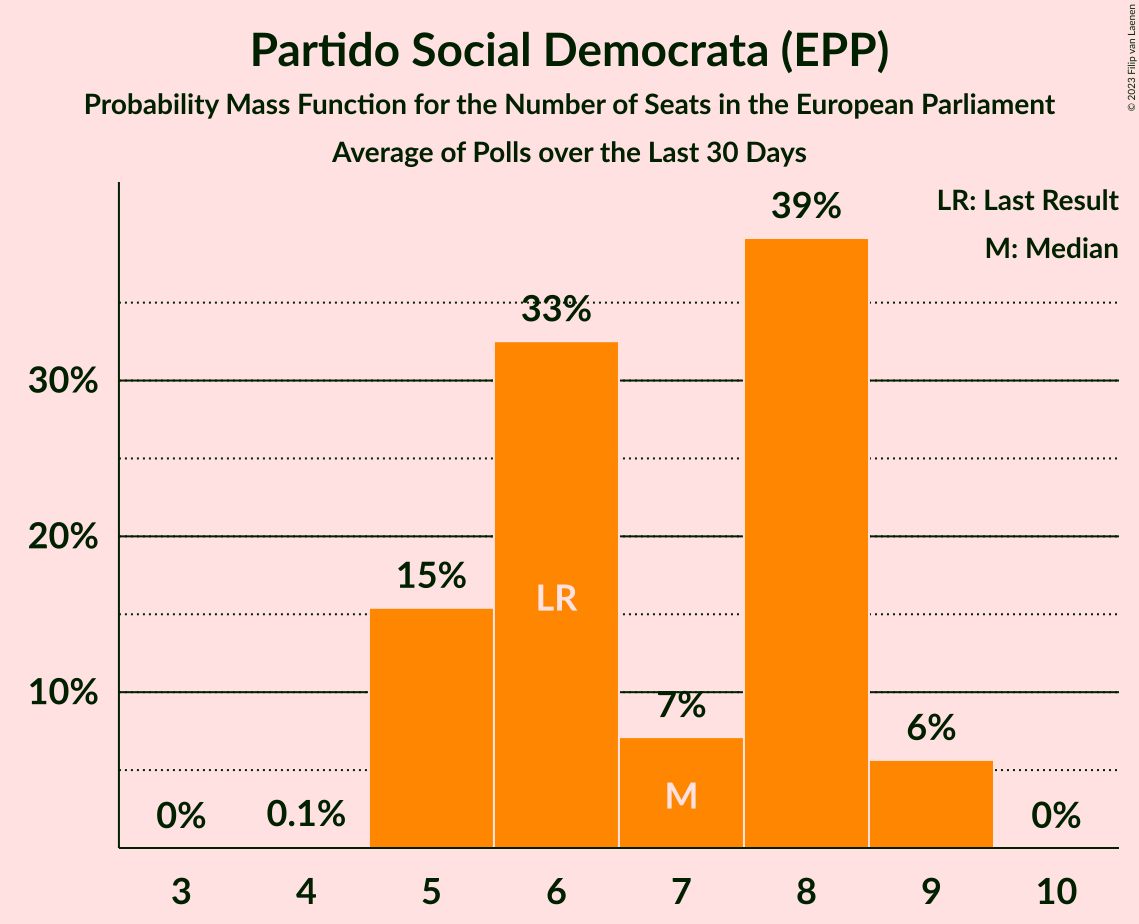 Partido Social Democrata (EPP)
Probability Mass Function for the Number of Seats in the European Parliament
Average of Polls over the Last 30 Days
© 2023 Filip van Laenen
LR: Last Result
M: Median
39%
33%
30%
20%
15%
LR
10%
7%
6%
M
0%
0.1%
0%
3 4 5 6 7 8 9 10